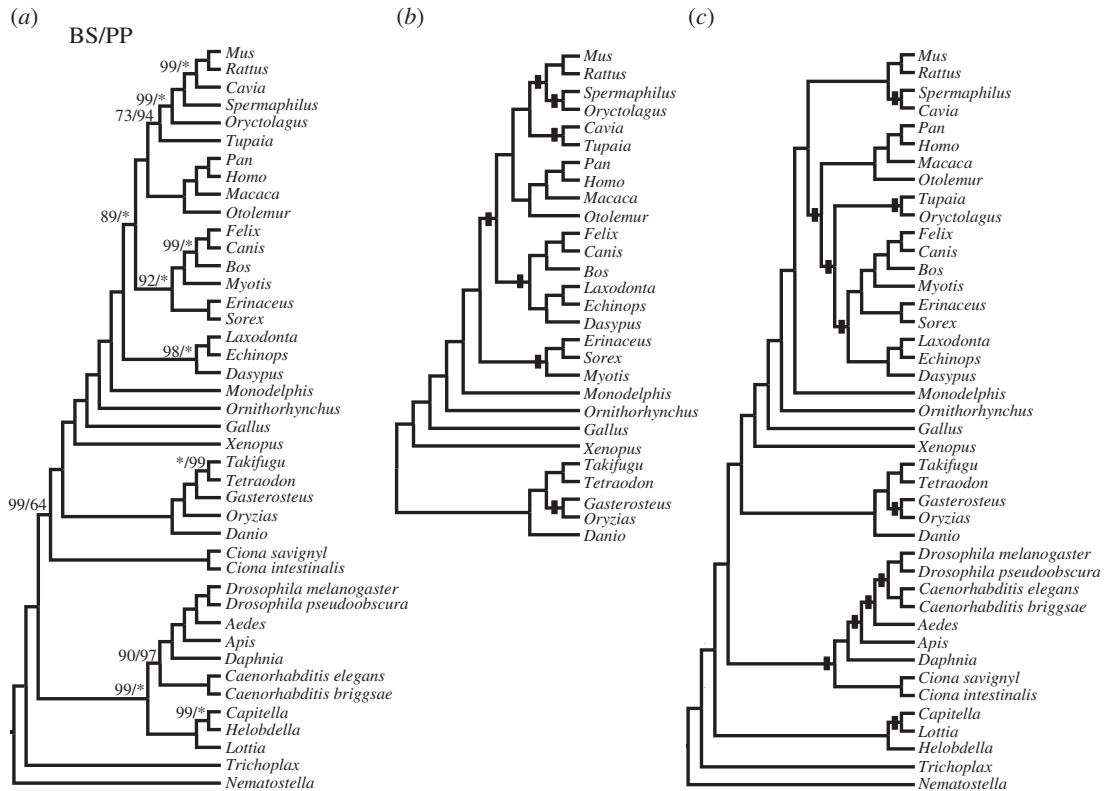 (a)
BS/PP
99/*
99/*
73/94
89/*
99/*
92/*
98/*
*/99
99/64
90/97
99/*
99/*
Mus
Rattus
Cavia
Spermaphilus
Oryctolagus
Tupaia
Pan
Homo
Macaca
Otolemur
Felix
Canis
Bos
Myotis
Erinaceus
Sorex
Laxodonta
Echinops
Dasypus
Monodelphis
Ornithorhynchus
Gallus
Xenopus
Takifugu
Tetraodon
Gasterosteus
Oryzias
Danio
Ciona savignyl
Ciona intestinalis
Drosophila melanogaster
Drosophila pseudoobscura
Aedes
Apis
Daphnia
Caenorhabditis elegans
Caenorhabditis briggsae
Capitella
Helobdella
Lottia
Trichoplax
Nematostella
(b)
Mus
Rattus
Spermaphilus
Oryctolagus
Cavia
Tupaia
Pan
Homo
Macaca
Otolemur
Felix
Canis
Bos
Laxodonta
Echinops
Dasypus
Erinaceus
Sorex
Myotis
Monodelphis
Ornithorhynchus
Gallus
Xenopus
Takifugu
Tetraodon
Gasterosteus
Oryzias
Danio
(c)
Mus
Rattus
Spermaphilus
Cavia
Pan
Homo
Macaca
Otolemur
Tupaia
Oryctolagus
Felix
Canis
Bos
Myotis
Erinaceus
Sorex
Laxodonta
Echinops
Dasypus
Monodelphis
Ornithorhynchus
Gallus
Xenopus
Takifugu
Tetraodon
Gasterosteus
Oryzias
Danio
Drosophila melanogaster
Drosophila pseudoobscura
Caenorhabditis elegans
Caenorhabditis briggsae
Aedes
Apis
Daphnia
Ciona savignyl
Ciona intestinalis
Capitella
Lottia
Helobdella
Trichoplax
Nematostella